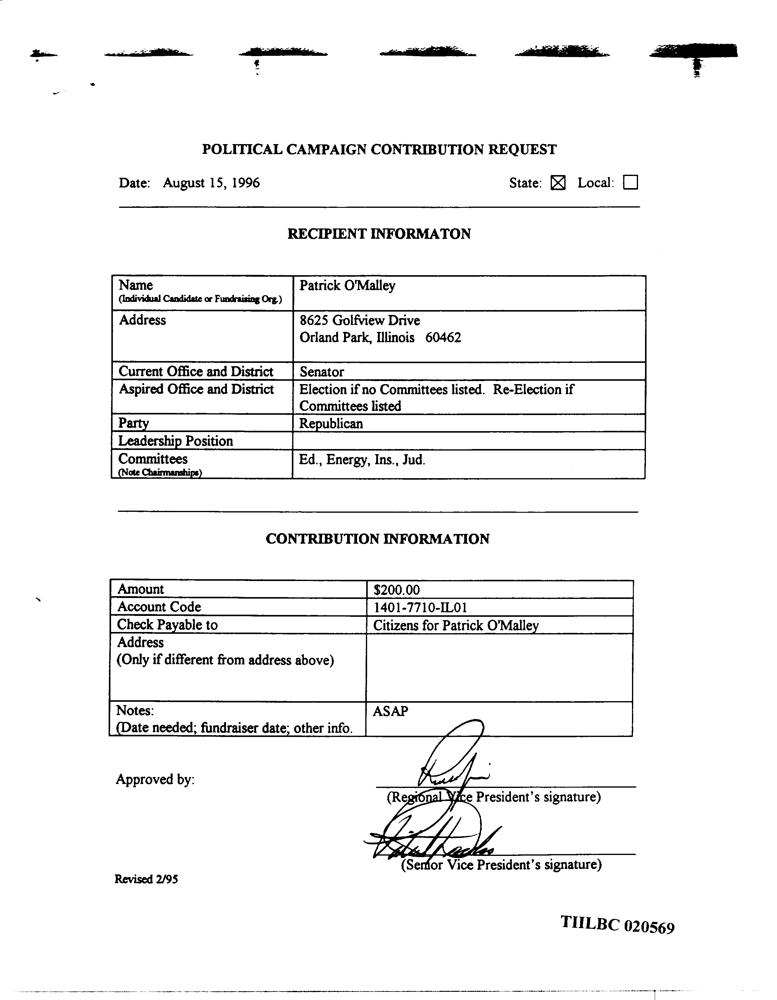 POLITICAL CAMPAIGN CONTRIBUTION REQUEST
Date: August 15, 1996 State: ☒ Local: ☐
RECIPIENT INFORMATON
Name Patrick O'Malley
(Individual Candidate or Fundraising Org.)
Address 8625 Golfview Drive
Orland Park, Illinois 60462
Current Office and District Senator
Aspired Office and District Election if no Committees listed. Re-Election if
Committees listed
Party Republican
Leadership Position
Committees Ed., Energy, Ins., Jud.
(Note Chairmanships)
CONTRIBUTION INFORMATION
Amount $200.00
Account Code 1401-7710-IL01
Check Payable to Citizens for Patrick O'Malley
Address
(Only if different from address above)
Notes: ASAP
(Date needed; fundraiser date; other info.
Approved by:
(Regional Vice President's signature)
(Senior Vice President's signature)
Revised 2/95
TIILBC 020569